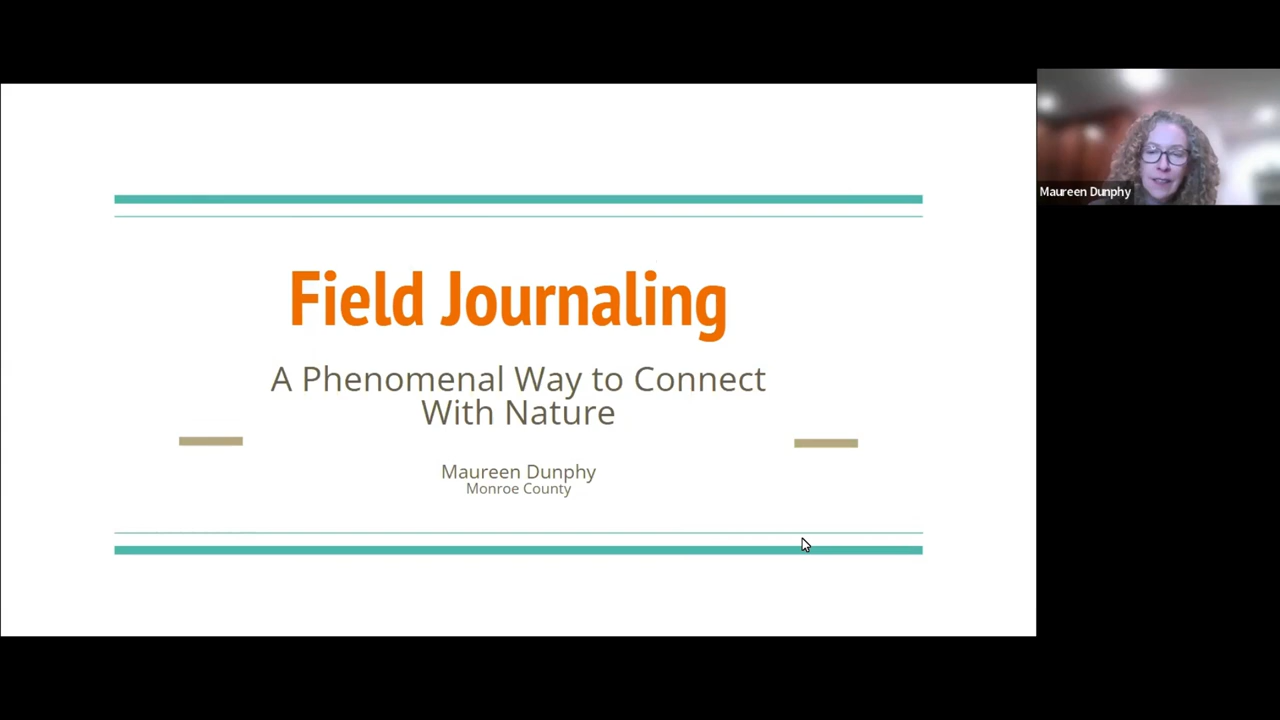 Field Journaling
A Phenomenal Way to Connect
With Nature
Maureen Dunphy
Monroe County
Maureen Dunphy